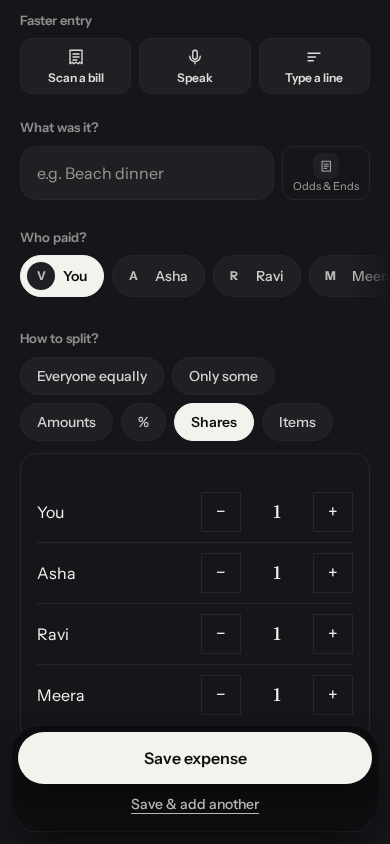 Faster entry
Scan a bill
Speak
Type a line
What was it?
e.g. Beach dinner
Odds & Ends
Who paid?
V You
A Asha
R Ravi
M Meer
How to split?
Everyone equally
Only some
Amounts
%
Shares
Items
You − 1 +
Asha − 1 +
Ravi − 1 +
Meera − 1 +
Save expense
Save & add another